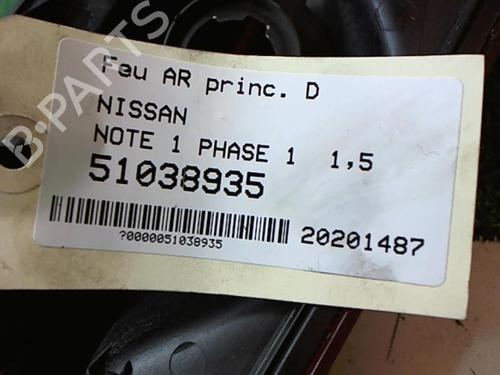 Feu AR princ. D
NISSAN
NOTE 1 PHASE 1 1,5
51038935
?0000051038935
20201487
B-PARTS